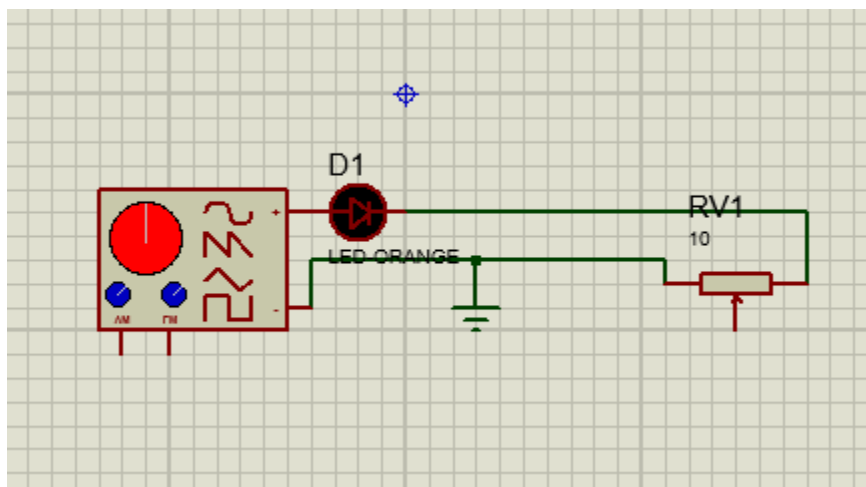 D1
LED-ORANGE
RV1
10
+
-
AM
FM